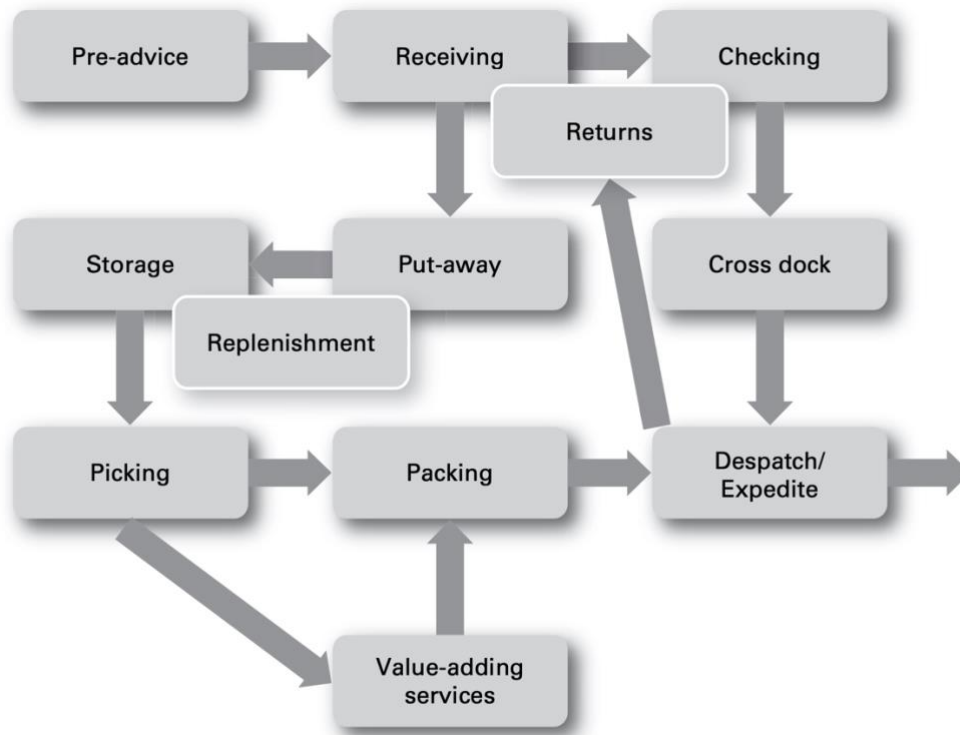 Pre-advice
Receiving
Checking
Returns
Storage
Put-away
Cross dock
Replenishment
Picking
Packing
Despatch/
Expedite
Value-adding
services